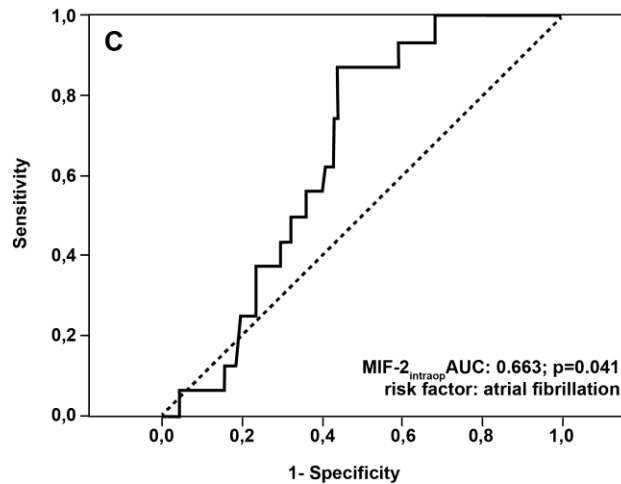 C
1,0
0,8
0,6
0,4
0,2
0,0
Sensitivity
MIF-2intraopAUC: 0.663; p=0.041
risk factor: atrial fibrillation
0,0 0,2 0,4 0,6 0,8 1,0
1- Specificity